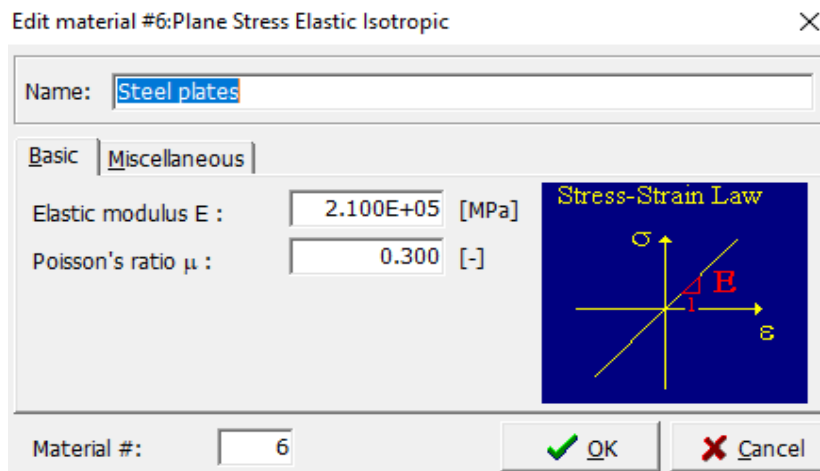 Edit material #6:Plane Stress Elastic Isotropic
Name: Steel plates
Basic Miscellaneous
Elastic modulus E : 2.100E+05 [MPa]
Poisson's ratio μ : 0.300 [-]
Stress-Strain Law
σ
E
1
ε
Material #: 6 OK Cancel